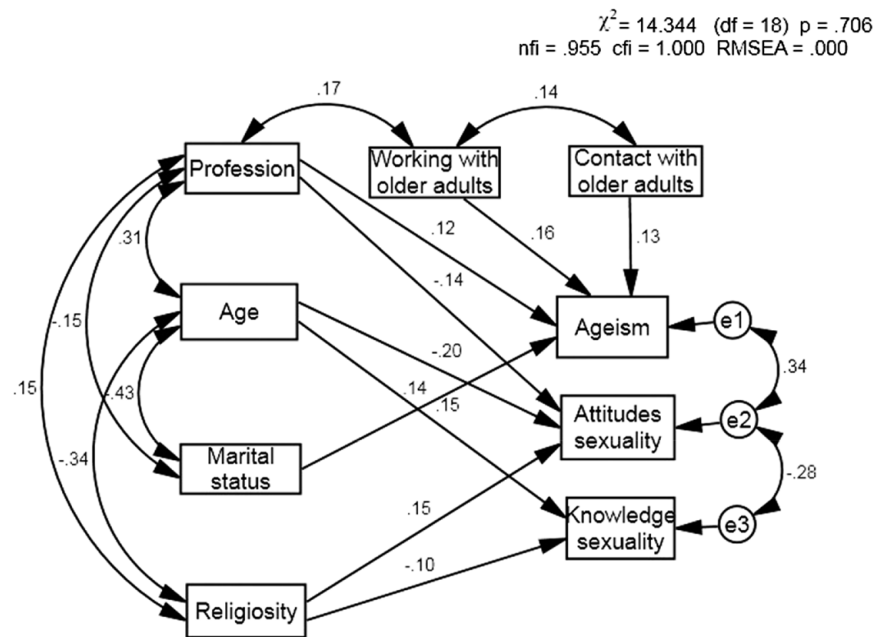 χ² = 14.344 (df = 18) p = .706
nfi = .955 cfi = 1.000 RMSEA = .000
.17
.14
Profession
Working with
older adults
Contact with
older adults
.31
.12
.16
.13
-.14
Age
Ageism
e1
-.15
-.20
.34
.15
-.43
.14
.15
Attitudes
sexuality
e2
Marital
status
-.34
-.28
.15
Knowledge
sexuality
e3
-.10
Religiosity